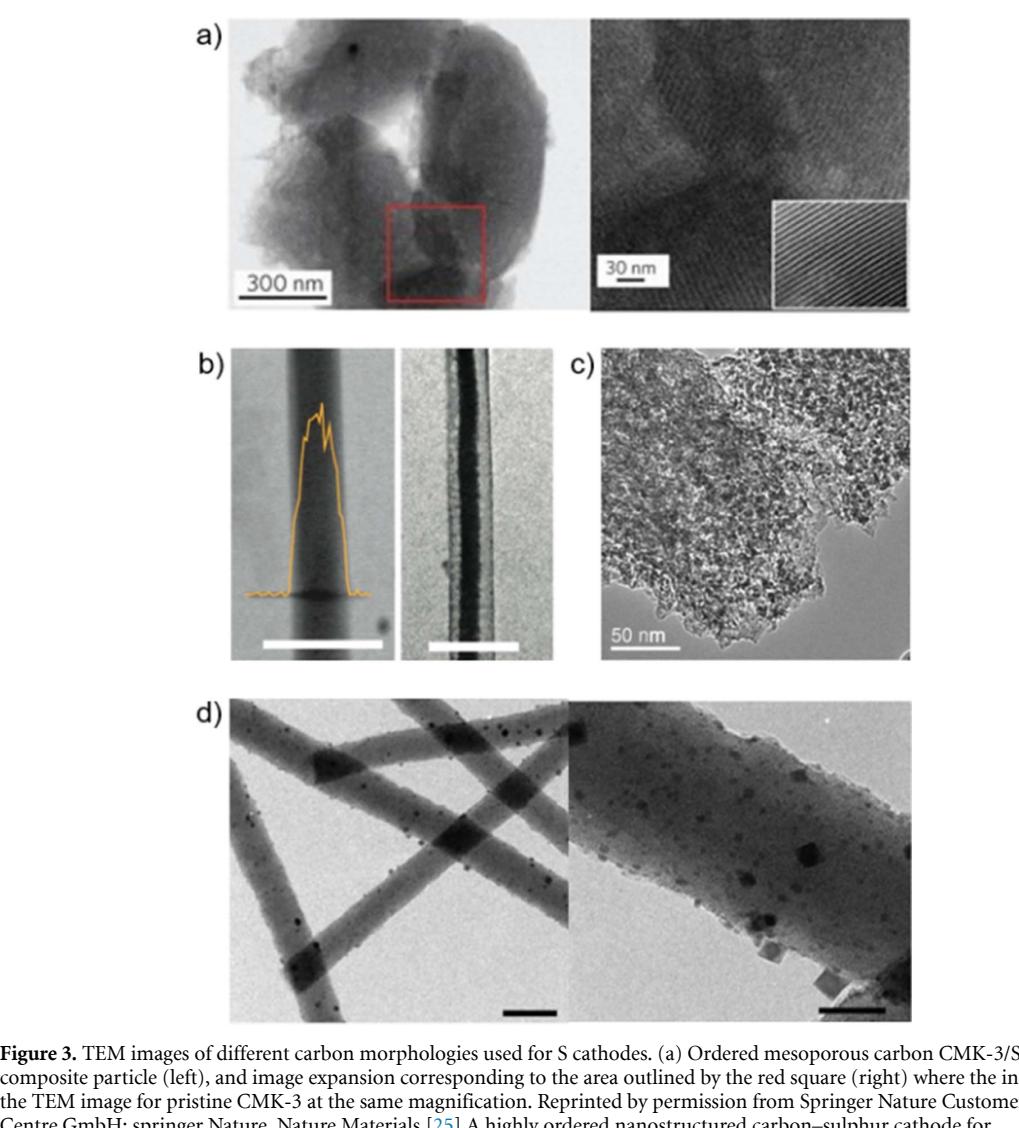 a)
300 nm
30 nm
b)
c)
50 nm
d)
Figure 3. TEM images of different carbon morphologies used for S cathodes. (a) Ordered mesoporous carbon CMK-3/S
composite particle (left), and image expansion corresponding to the area outlined by the red square (right) where the in
the TEM image for pristine CMK-3 at the same magnification. Reprinted by permission from Springer Nature Custome
Centre GmbH: springer Nature, Nature Materials [25] A highly ordered nanostructured carbon–sulphur cathode for